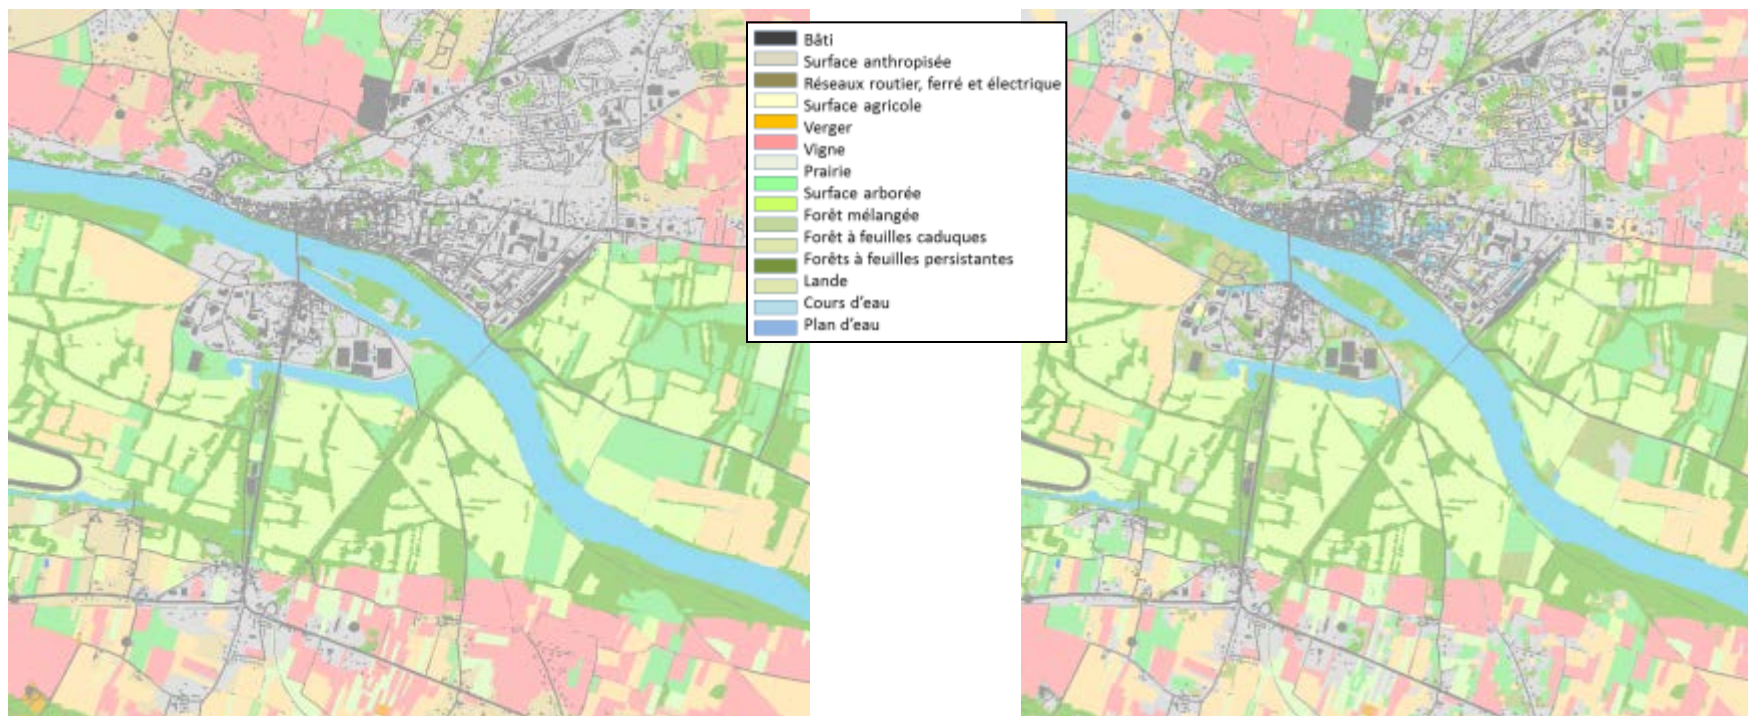 Bâti
Surface anthropisée
Réseaux routier, ferré et électrique
Surface agricole
Verger
Vigne
Prairie
Surface arborée
Forêt mélangée
Forêt à feuilles caduques
Forêts à feuilles persistantes
Lande
Cours d'eau
Plan d'eau